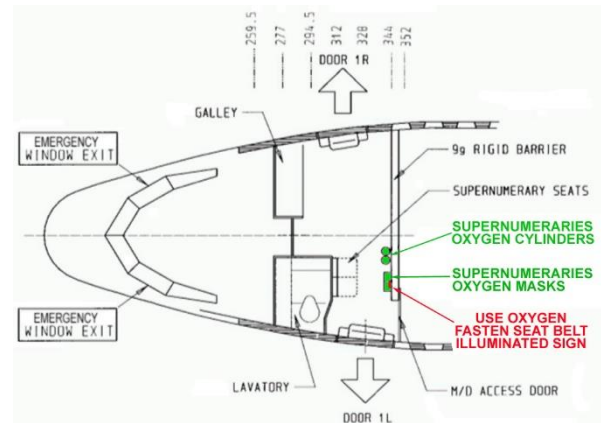 259.5
277
294.5
312
328
344
352
DOOR 1R
GALLEY
EMERGENCY
WINDOW EXIT
9g RIGID BARRIER
SUPERNUMERARY SEATS
SUPERNUMERARIES
OXYGEN CYLINDERS
SUPERNUMERARIES
OXYGEN MASKS
USE OXYGEN
FASTEN SEAT BELT
ILLUMINATED SIGN
EMERGENCY
WINDOW EXIT
LAVATORY
M/D ACCESS DOOR
DOOR 1L